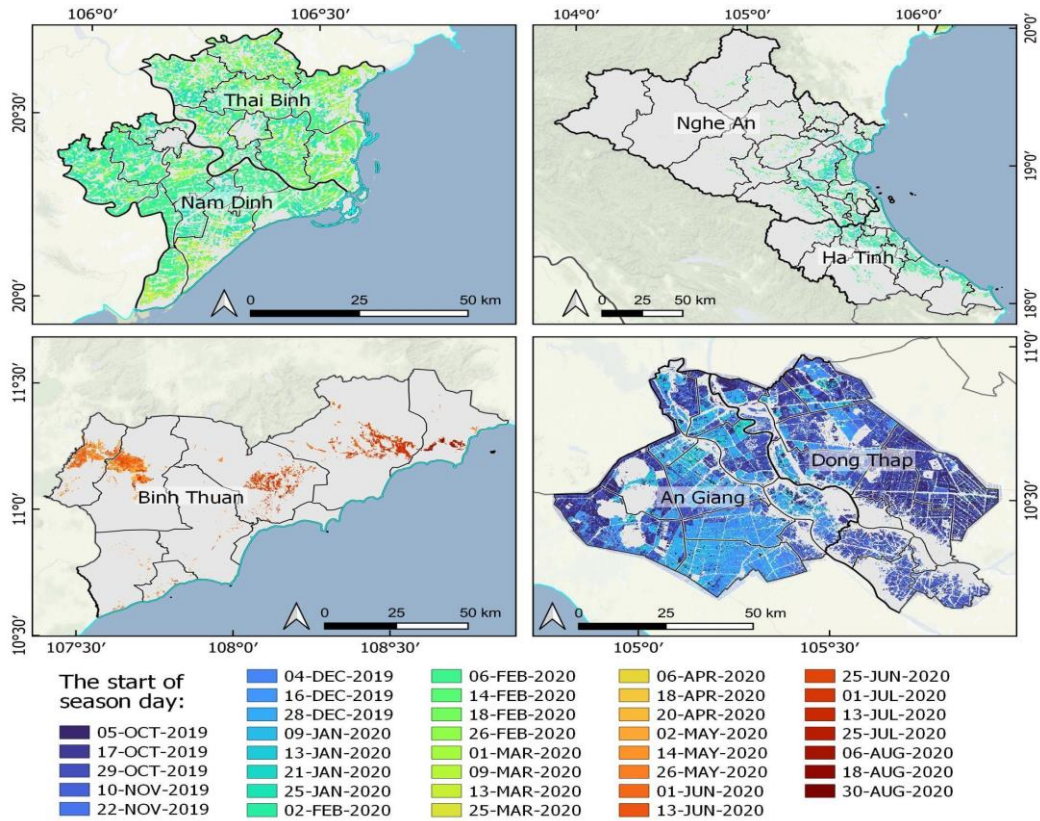 106°0′ 106°30′
104°0′ 105°0′ 106°0′
20°30′
20°0′
Thai Binh
Nam Dinh
0 25 50 km
20°0′
19°0′
18°0′
Nghe An
Ha Tinh
0 25 50 km
11°30′
11°0′
10°30′
Binh Thuan
0 25 50 km
107°30′ 108°0′ 108°30′
11°0′
10°30′
Dong Thap
An Giang
0 25 50 km
105°0′ 105°30′
The start of
season day:
05-OCT-2019
17-OCT-2019
29-OCT-2019
10-NOV-2019
22-NOV-2019
04-DEC-2019
16-DEC-2019
28-DEC-2019
09-JAN-2020
13-JAN-2020
21-JAN-2020
25-JAN-2020
02-FEB-2020
06-FEB-2020
14-FEB-2020
18-FEB-2020
26-FEB-2020
01-MAR-2020
09-MAR-2020
13-MAR-2020
25-MAR-2020
06-APR-2020
18-APR-2020
20-APR-2020
02-MAY-2020
14-MAY-2020
26-MAY-2020
01-JUN-2020
13-JUN-2020
25-JUN-2020
01-JUL-2020
13-JUL-2020
25-JUL-2020
06-AUG-2020
18-AUG-2020
30-AUG-2020